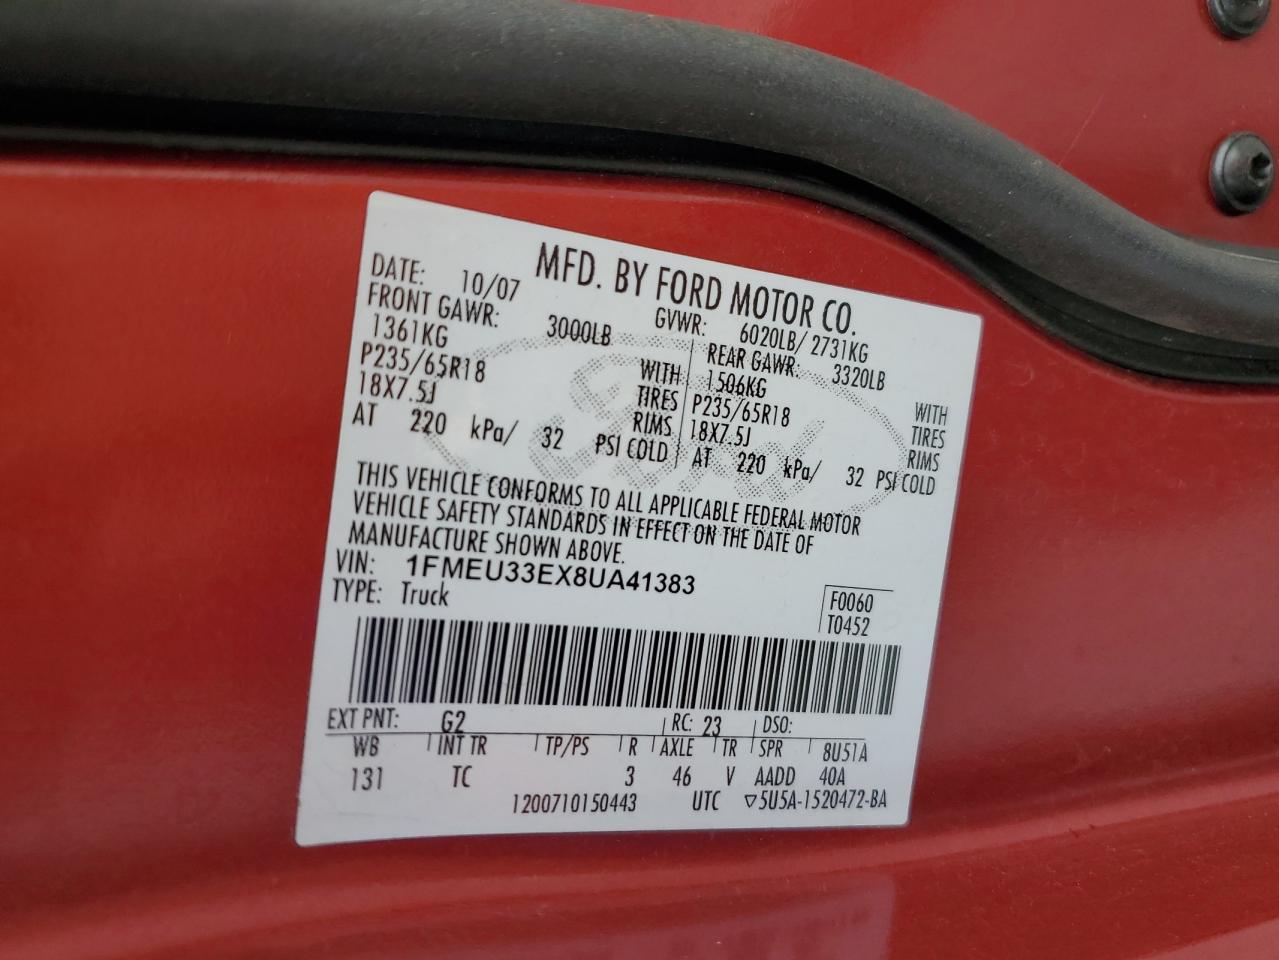 MFD. BY FORD MOTOR CO.
DATE: 10/07 GVWR: 6020LB/ 2731KG
FRONT GAWR: 3000LB REAR GAWR: 3320LB
1361KG WITH 1506KG WITH
P235/65R18 TIRES P235/65R18 TIRES
18X7.5J RIMS 18X7.5J RIMS
AT 220 kPa/ 32 PSI COLD AT 220 kPa/ 32 PSI COLD
Ford
THIS VEHICLE CONFORMS TO ALL APPLICABLE FEDERAL MOTOR
VEHICLE SAFETY STANDARDS IN EFFECT ON THE DATE OF
MANUFACTURE SHOWN ABOVE.
VIN: 1FMEU33EX8UA41383
TYPE: Truck F0060
T0452
EXT PNT: G2 RC: 23 DSO:
WB INT TR TP/PS R AXLE TR SPR 8U51A
131 TC 3 46 V AADD 40A
1200710150443 UTC ▽5U5A-1520472-BA